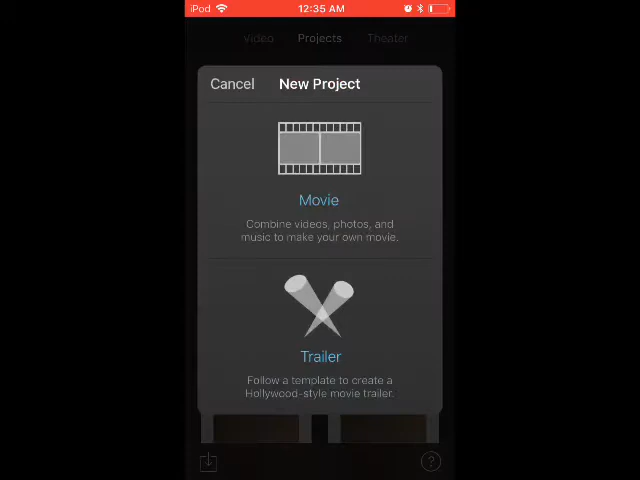 iPod 12:35 AM
Video Projects Theater
Cancel New Project
Movie
Combine videos, photos, and
music to make your own movie.
Trailer
Follow a template to create a
Hollywood-style movie trailer.
?